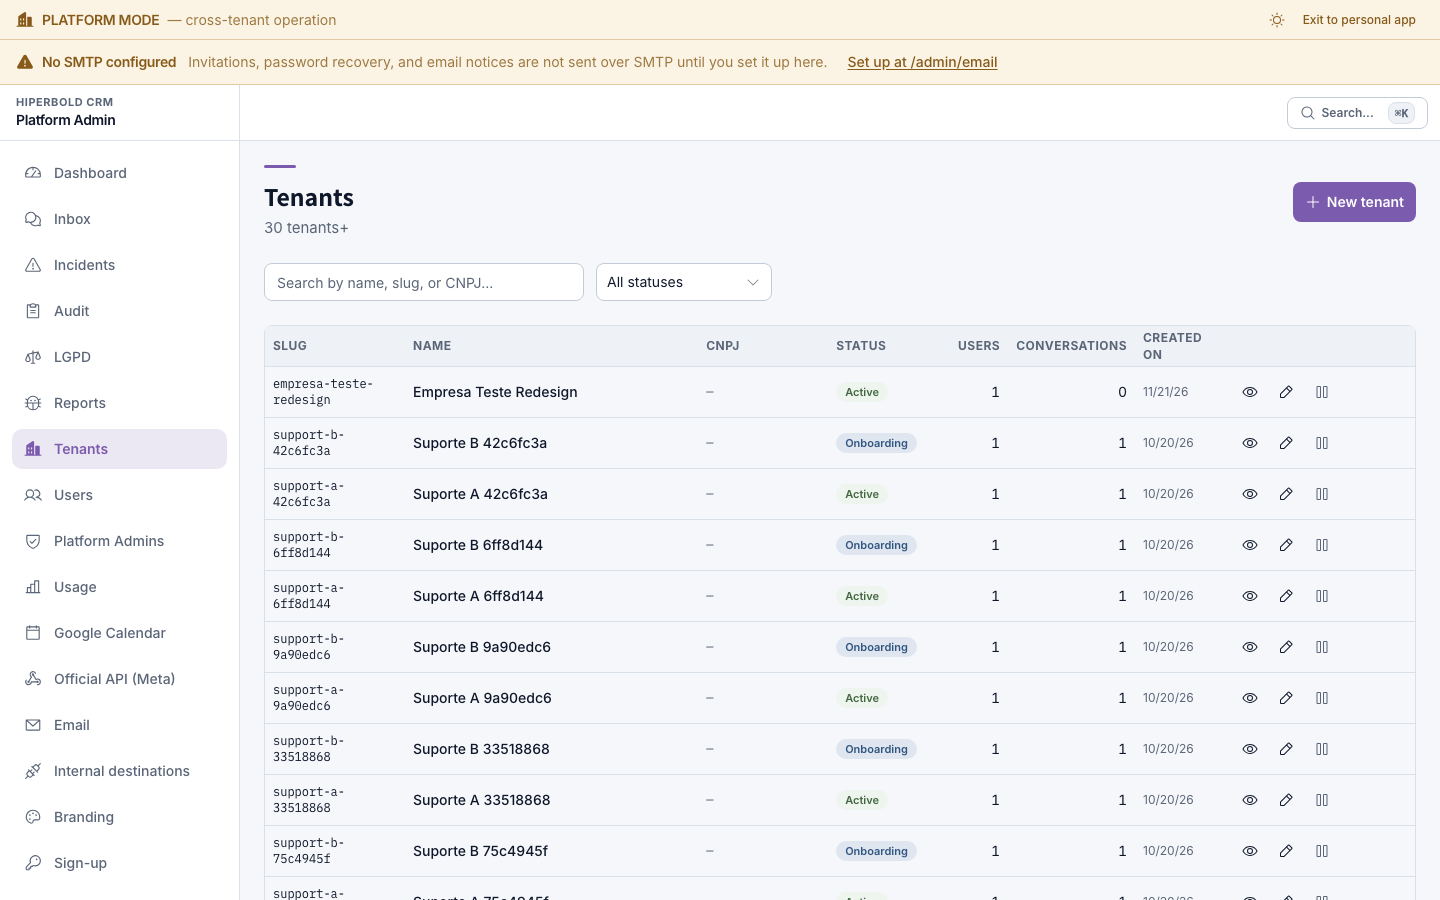 PLATFORM MODE — cross-tenant operation
Exit to personal app
No SMTP configured Invitations, password recovery, and email notices are not sent over SMTP until you set it up here. Set up at /admin/email
HIPERBOLD CRM
Platform Admin
Search... ⌘K
Dashboard
Inbox
Incidents
Audit
LGPD
Reports
Tenants
Users
Platform Admins
Usage
Google Calendar
Official API (Meta)
Email
Internal destinations
Branding
Sign-up
Tenants
30 tenants+
New tenant
Search by name, slug, or CNPJ...
All statuses
SLUG NAME CNPJ STATUS USERS CONVERSATIONS CREATED ON
empresa-teste-redesign Empresa Teste Redesign — Active 1 0 11/21/26
support-b-42c6fc3a Suporte B 42c6fc3a — Onboarding 1 1 10/20/26
support-a-42c6fc3a Suporte A 42c6fc3a — Active 1 1 10/20/26
support-b-6ff8d144 Suporte B 6ff8d144 — Onboarding 1 1 10/20/26
support-a-6ff8d144 Suporte A 6ff8d144 — Active 1 1 10/20/26
support-b-9a90edc6 Suporte B 9a90edc6 — Onboarding 1 1 10/20/26
support-a-9a90edc6 Suporte A 9a90edc6 — Active 1 1 10/20/26
support-b-33518868 Suporte B 33518868 — Onboarding 1 1 10/20/26
support-a-33518868 Suporte A 33518868 — Active 1 1 10/20/26
support-b-75c4945f Suporte B 75c4945f — Onboarding 1 1 10/20/26
support-a-